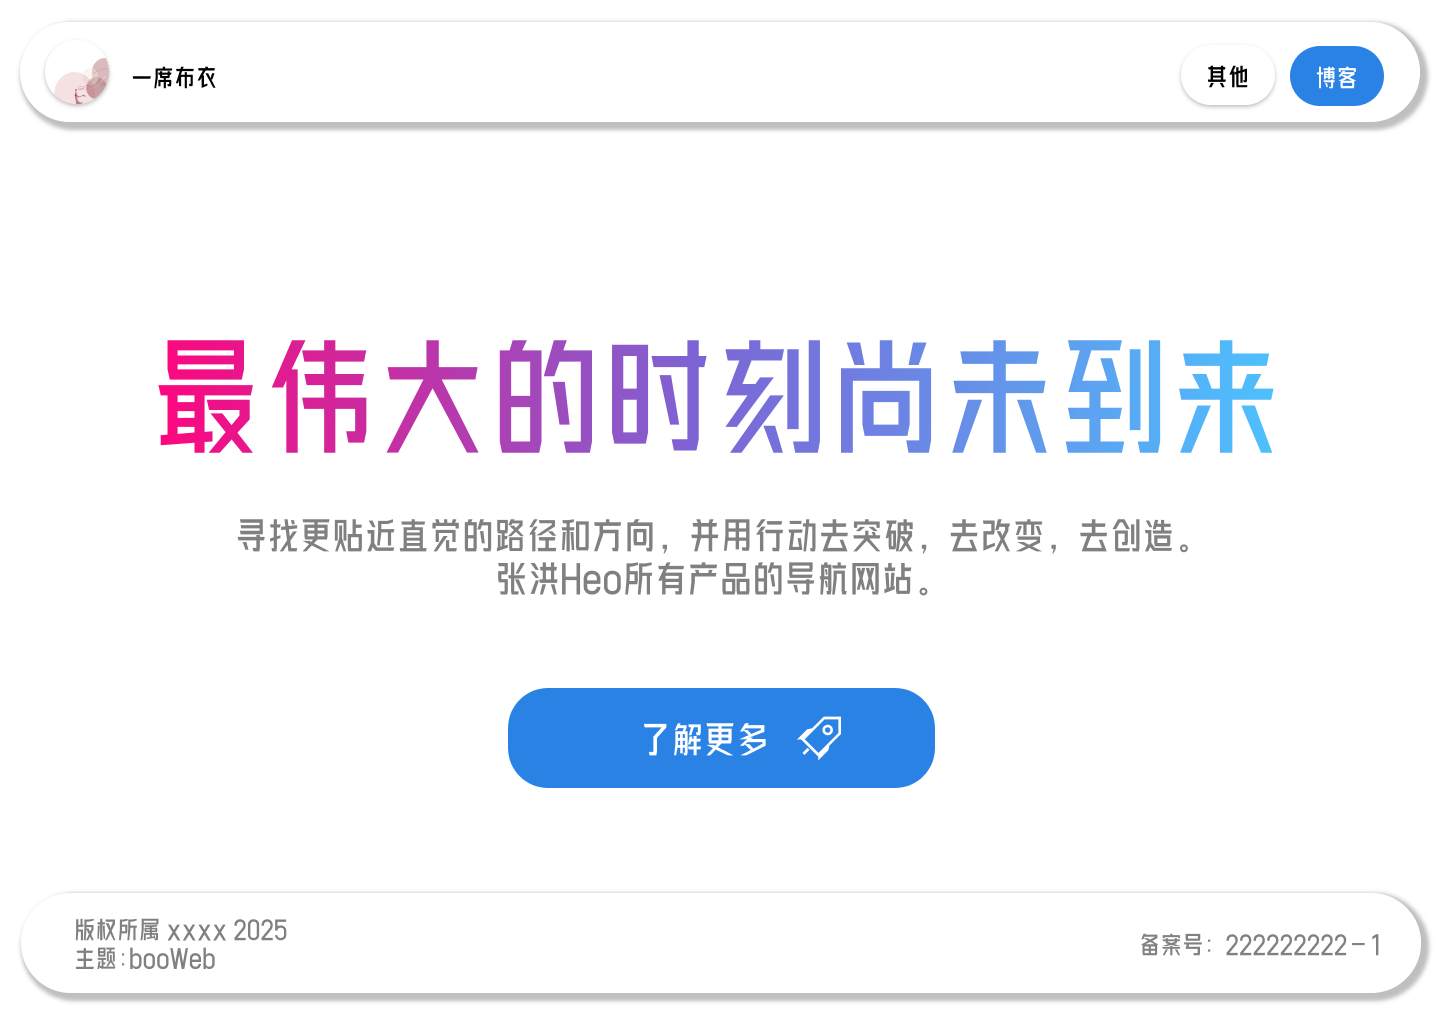 一席布衣
其他
博客
最伟大的时刻尚未到来
寻找更贴近直觉的路径和方向，并用行动去突破，去改变，去创造。
张洪Heo所有产品的导航网站。
了解更多
版权所属 xxxx 2025
主题:booWeb
备案号：222222222-1